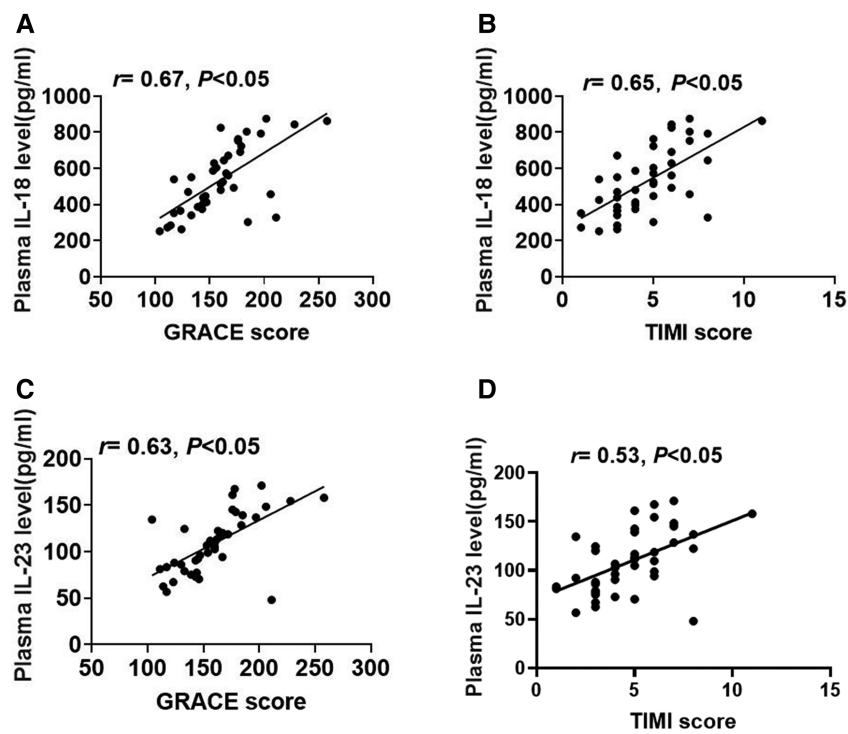 A
r= 0.67, P<0.05
Plasma IL-18 level(pg/ml)
1000
800
600
400
200
0
50 100 150 200 250 300
GRACE score
B
r= 0.65, P<0.05
Plasma IL-18 level(pg/ml)
1000
800
600
400
200
0
0 5 10 15
TIMI score
C
r= 0.63, P<0.05
Plasma IL-23 level(pg/ml)
200
150
100
50
0
50 100 150 200 250 300
GRACE score
D
r= 0.53, P<0.05
Plasma IL-23 level(pg/ml)
200
150
100
50
0
0 5 10 15
TIMI score